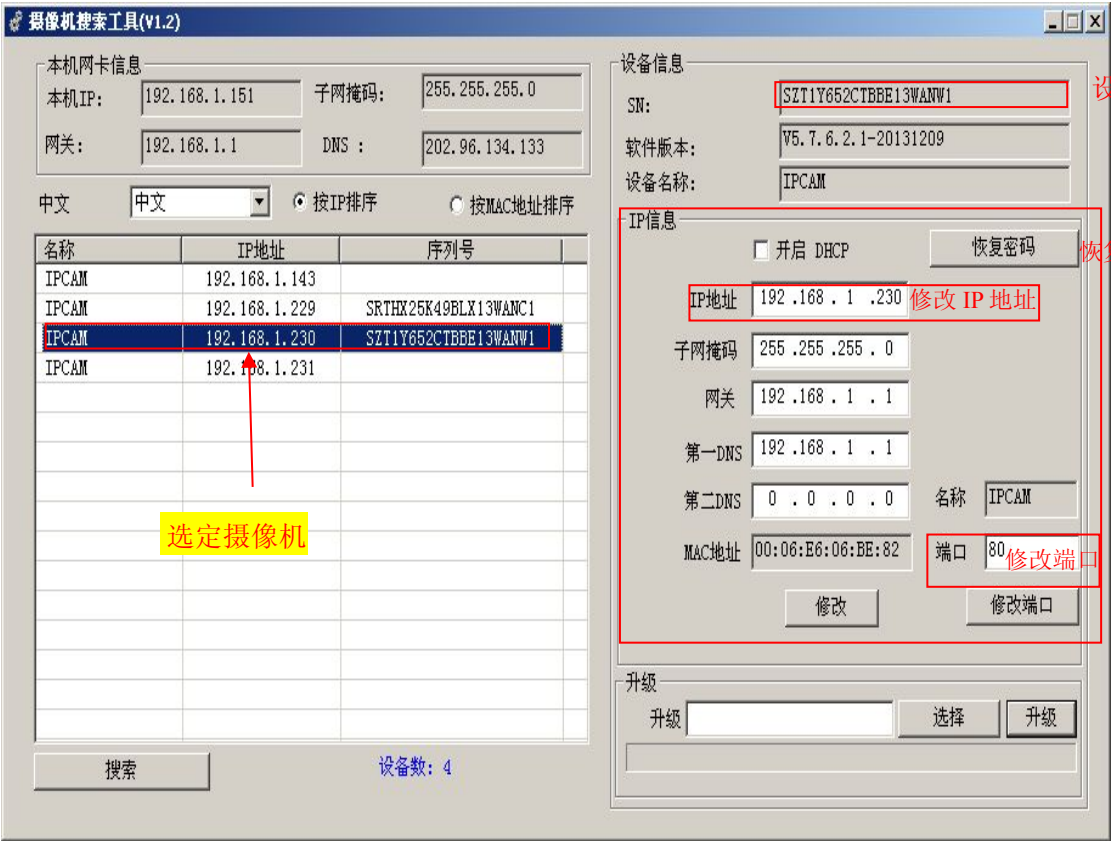 摄像机搜索工具(V1.2)
本机网卡信息
本机IP: 192.168.1.151 子网掩码: 255.255.255.0
网关: 192.168.1.1 DNS : 202.96.134.133
中文 中文 按IP排序 按MAC地址排序
名称 IP地址 序列号
IPCAM 192.168.1.143
IPCAM 192.168.1.229 SRTHX25K49BLX13WANC1
IPCAM 192.168.1.230 SZT1Y652CTBBE13WANW1
IPCAM 192.168.1.231
选定摄像机
搜索 设备数: 4
设备信息
SN: SZT1Y652CTBBE13WANW1 设
软件版本: V5.7.6.2.1-20131209
设备名称: IPCAM
IP信息
开启 DHCP 恢复密码 恢复
IP地址 192 .168 . 1 .230 修改 IP 地址
子网掩码 255 .255 .255 . 0
网关 192 .168 . 1 . 1
第一DNS 192 .168 . 1 . 1
第二DNS 0 . 0 . 0 . 0 名称 IPCAM
MAC地址 00:06:E6:06:BE:82 端口 80 修改端口
修改 修改端口
升级
升级 选择 升级